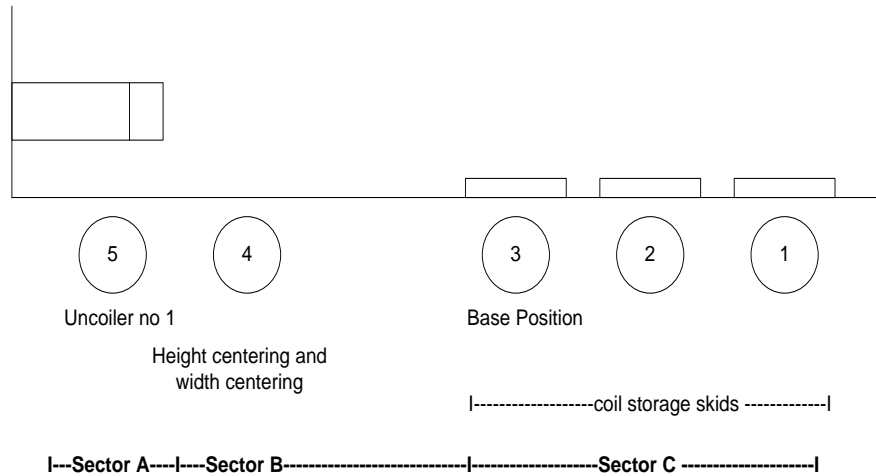 5
4
3
2
1
Uncoiler no 1
Base Position
Height centering and
width centering
I-------------------coil storage skids -------------I
I---Sector A----I----Sector B----------------------------I--------------------Sector C ---------------------I